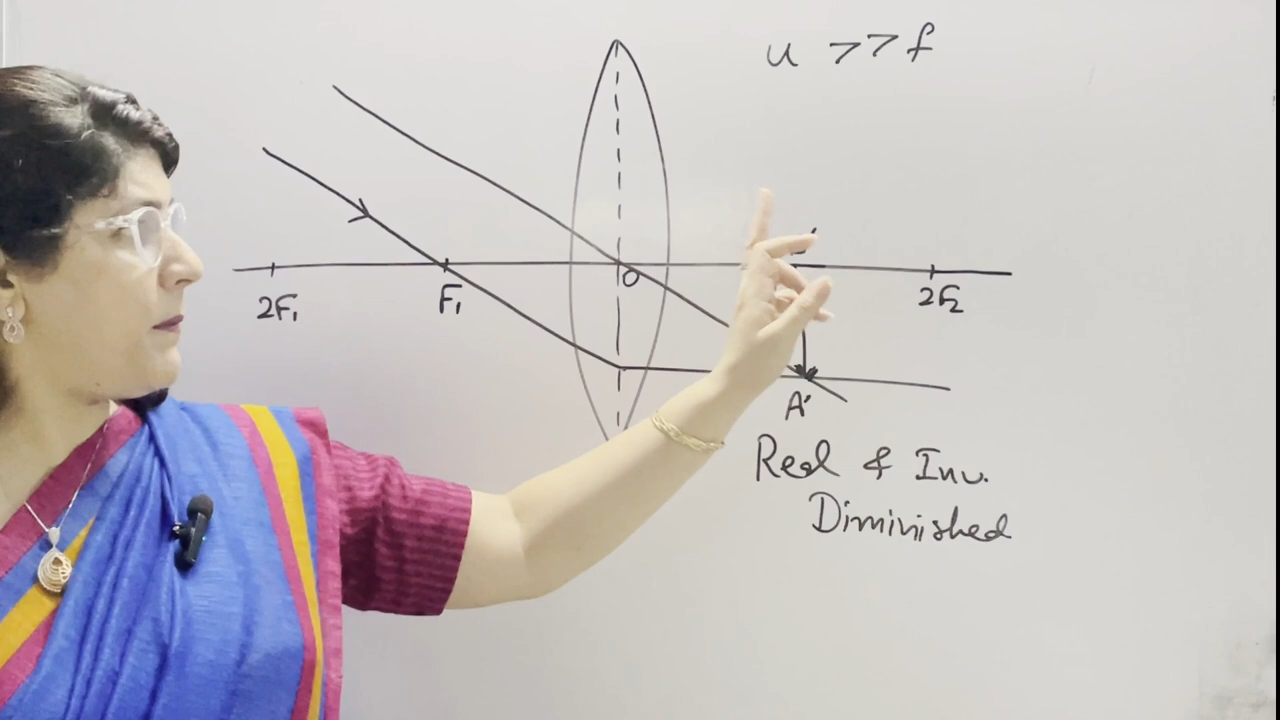 u >> f
2F₁ F₁ O 2F₂
A'
Real & Inv.
Diminished